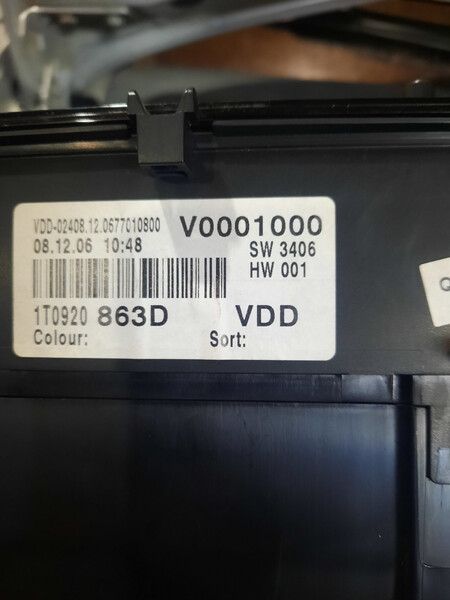 VDD-02408.12.0677010800 V0001000
08.12.06 10:48 SW 3406
HW 001
1T0920 863D VDD
Colour: Sort:
Q